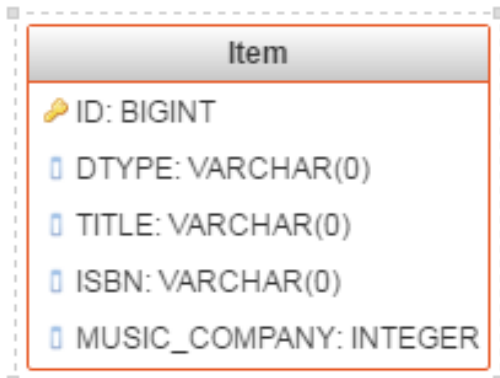 Item
ID: BIGINT
DTYPE: VARCHAR(0)
TITLE: VARCHAR(0)
ISBN: VARCHAR(0)
MUSIC_COMPANY: INTEGER